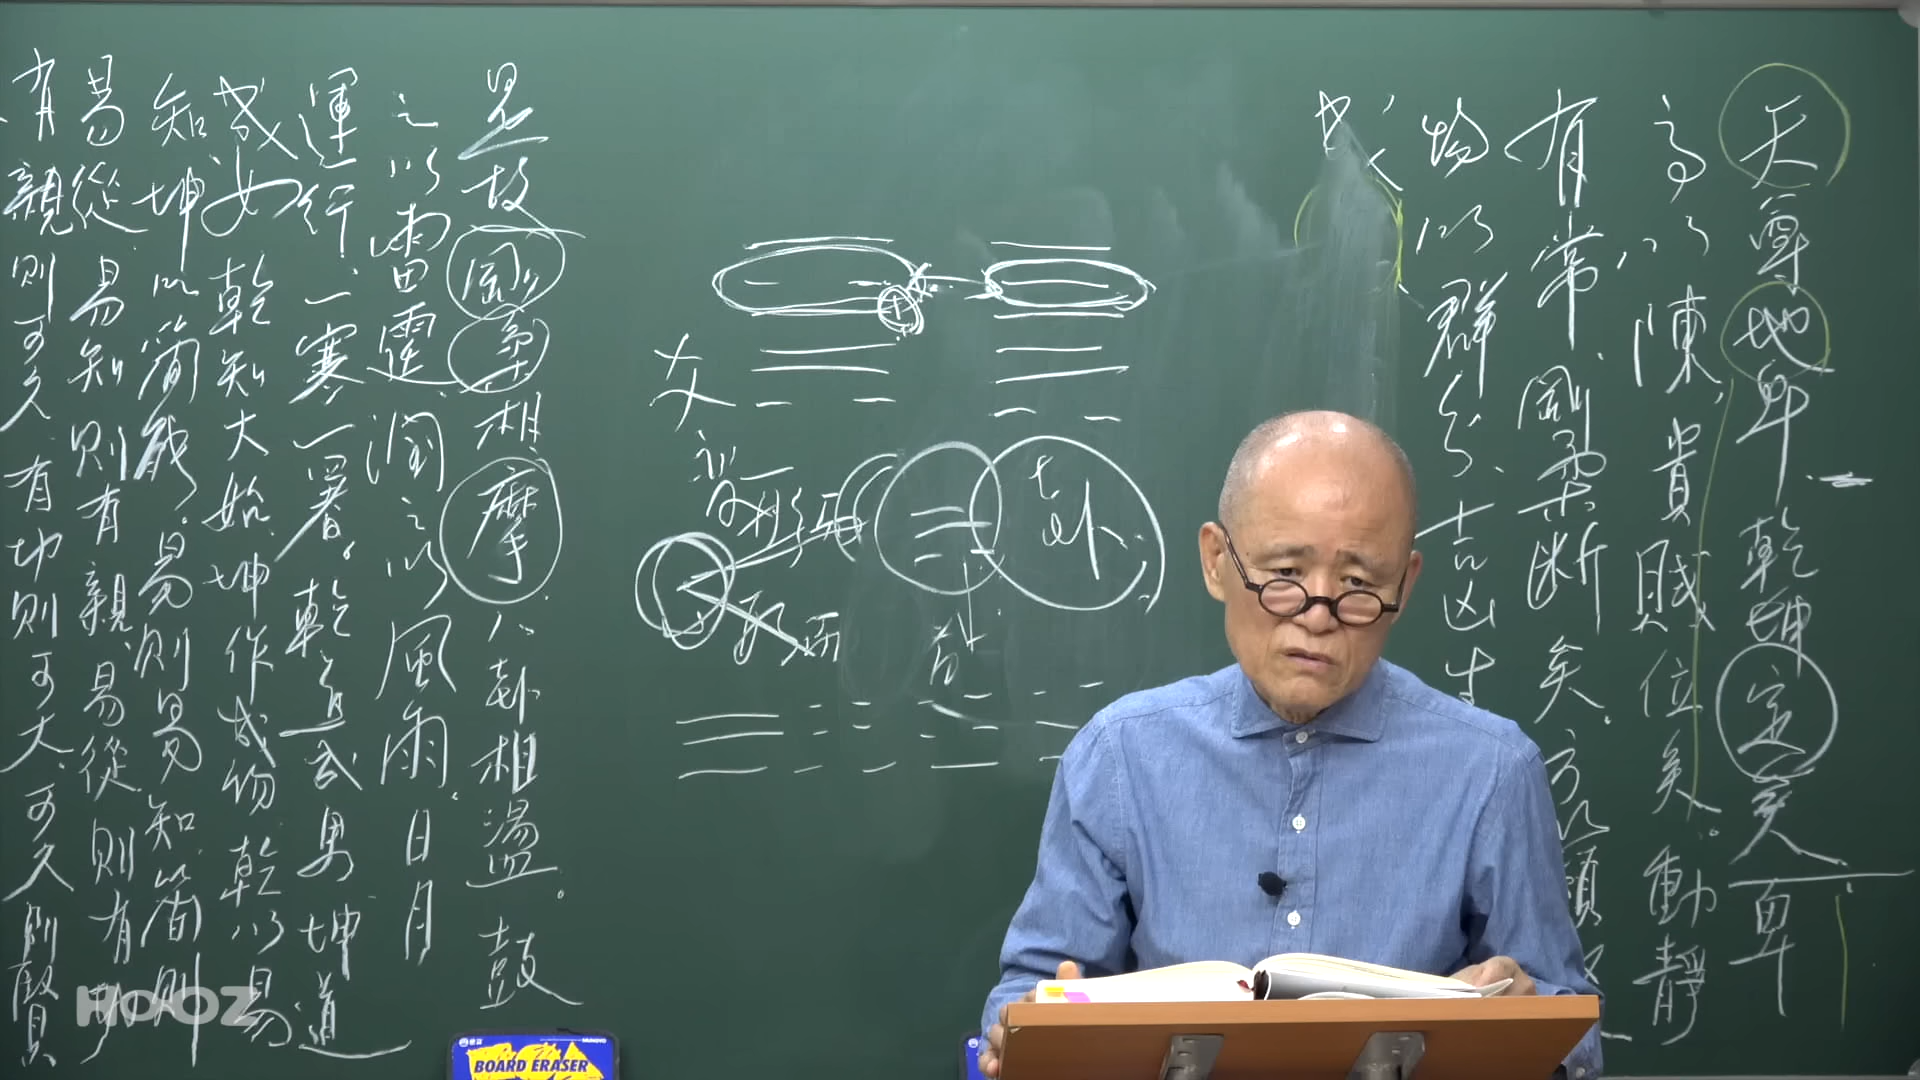 天尊地卑 乾坤定矣 卑
高以陳 貴賤位矣 動靜
有常 剛柔斷矣 方以類
物以群分 吉凶生
是故剛柔相摩 八卦相盪 鼓
之以雷霆 潤之以風雨 日月
運行 一寒一暑 乾道成男 坤道
成女 乾知大始 坤作成物 乾以易
知 坤以簡能 易則易知 簡則
易從 易知則有親 易從則有功
有親則可久 有功則可大 可久則賢
爻
卦
HOOZ
BOARD ERASER